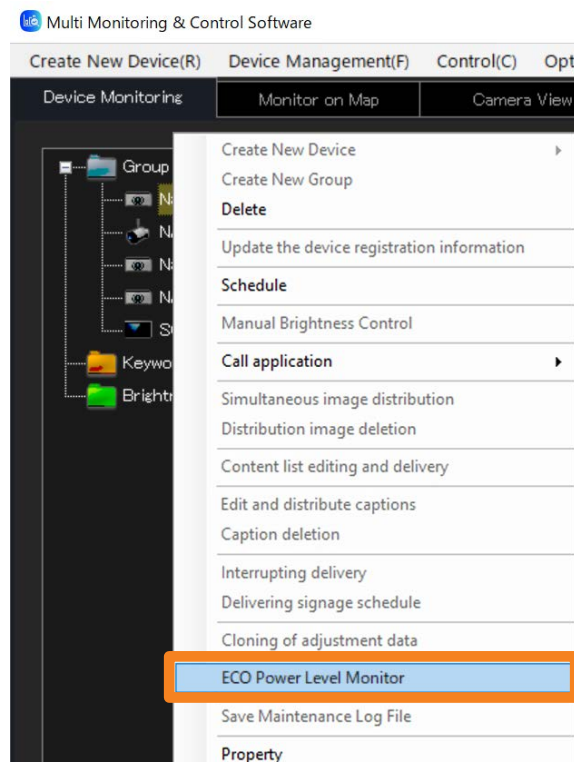 Multi Monitoring & Control Software
Create New Device(R) Device Management(F) Control(C) Opt
Device Monitoring Monitor on Map Camera View
Group
Keywo
Brightn
Create New Device
Create New Group
Delete
Update the device registration information
Schedule
Manual Brightness Control
Call application
Simultaneous image distribution
Distribution image deletion
Content list editing and delivery
Edit and distribute captions
Caption deletion
Interrupting delivery
Delivering signage schedule
Cloning of adjustment data
ECO Power Level Monitor
Save Maintenance Log File
Property